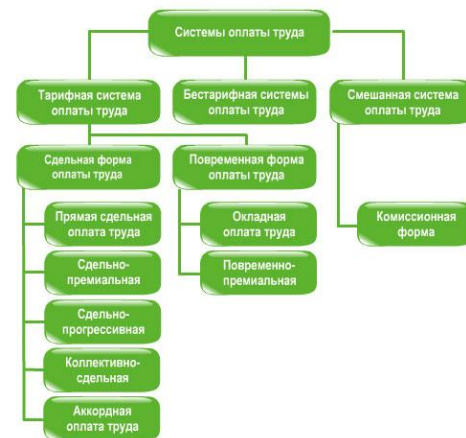 Системы оплаты труда
Тарифная система
оплаты труда
Бестарифная системы
оплаты труда
Смешанная система
оплаты труда
Сдельная форма
оплаты труда
Повременная форма
оплаты труда
Прямая сдельная
оплата труда
Окладная
оплата труда
Комиссионная
форма
Сдельно-
премиальная
Повременно-
премиальная
Сдельно-
прогрессивная
Коллективно-
сдельная
Аккордная
оплата труда